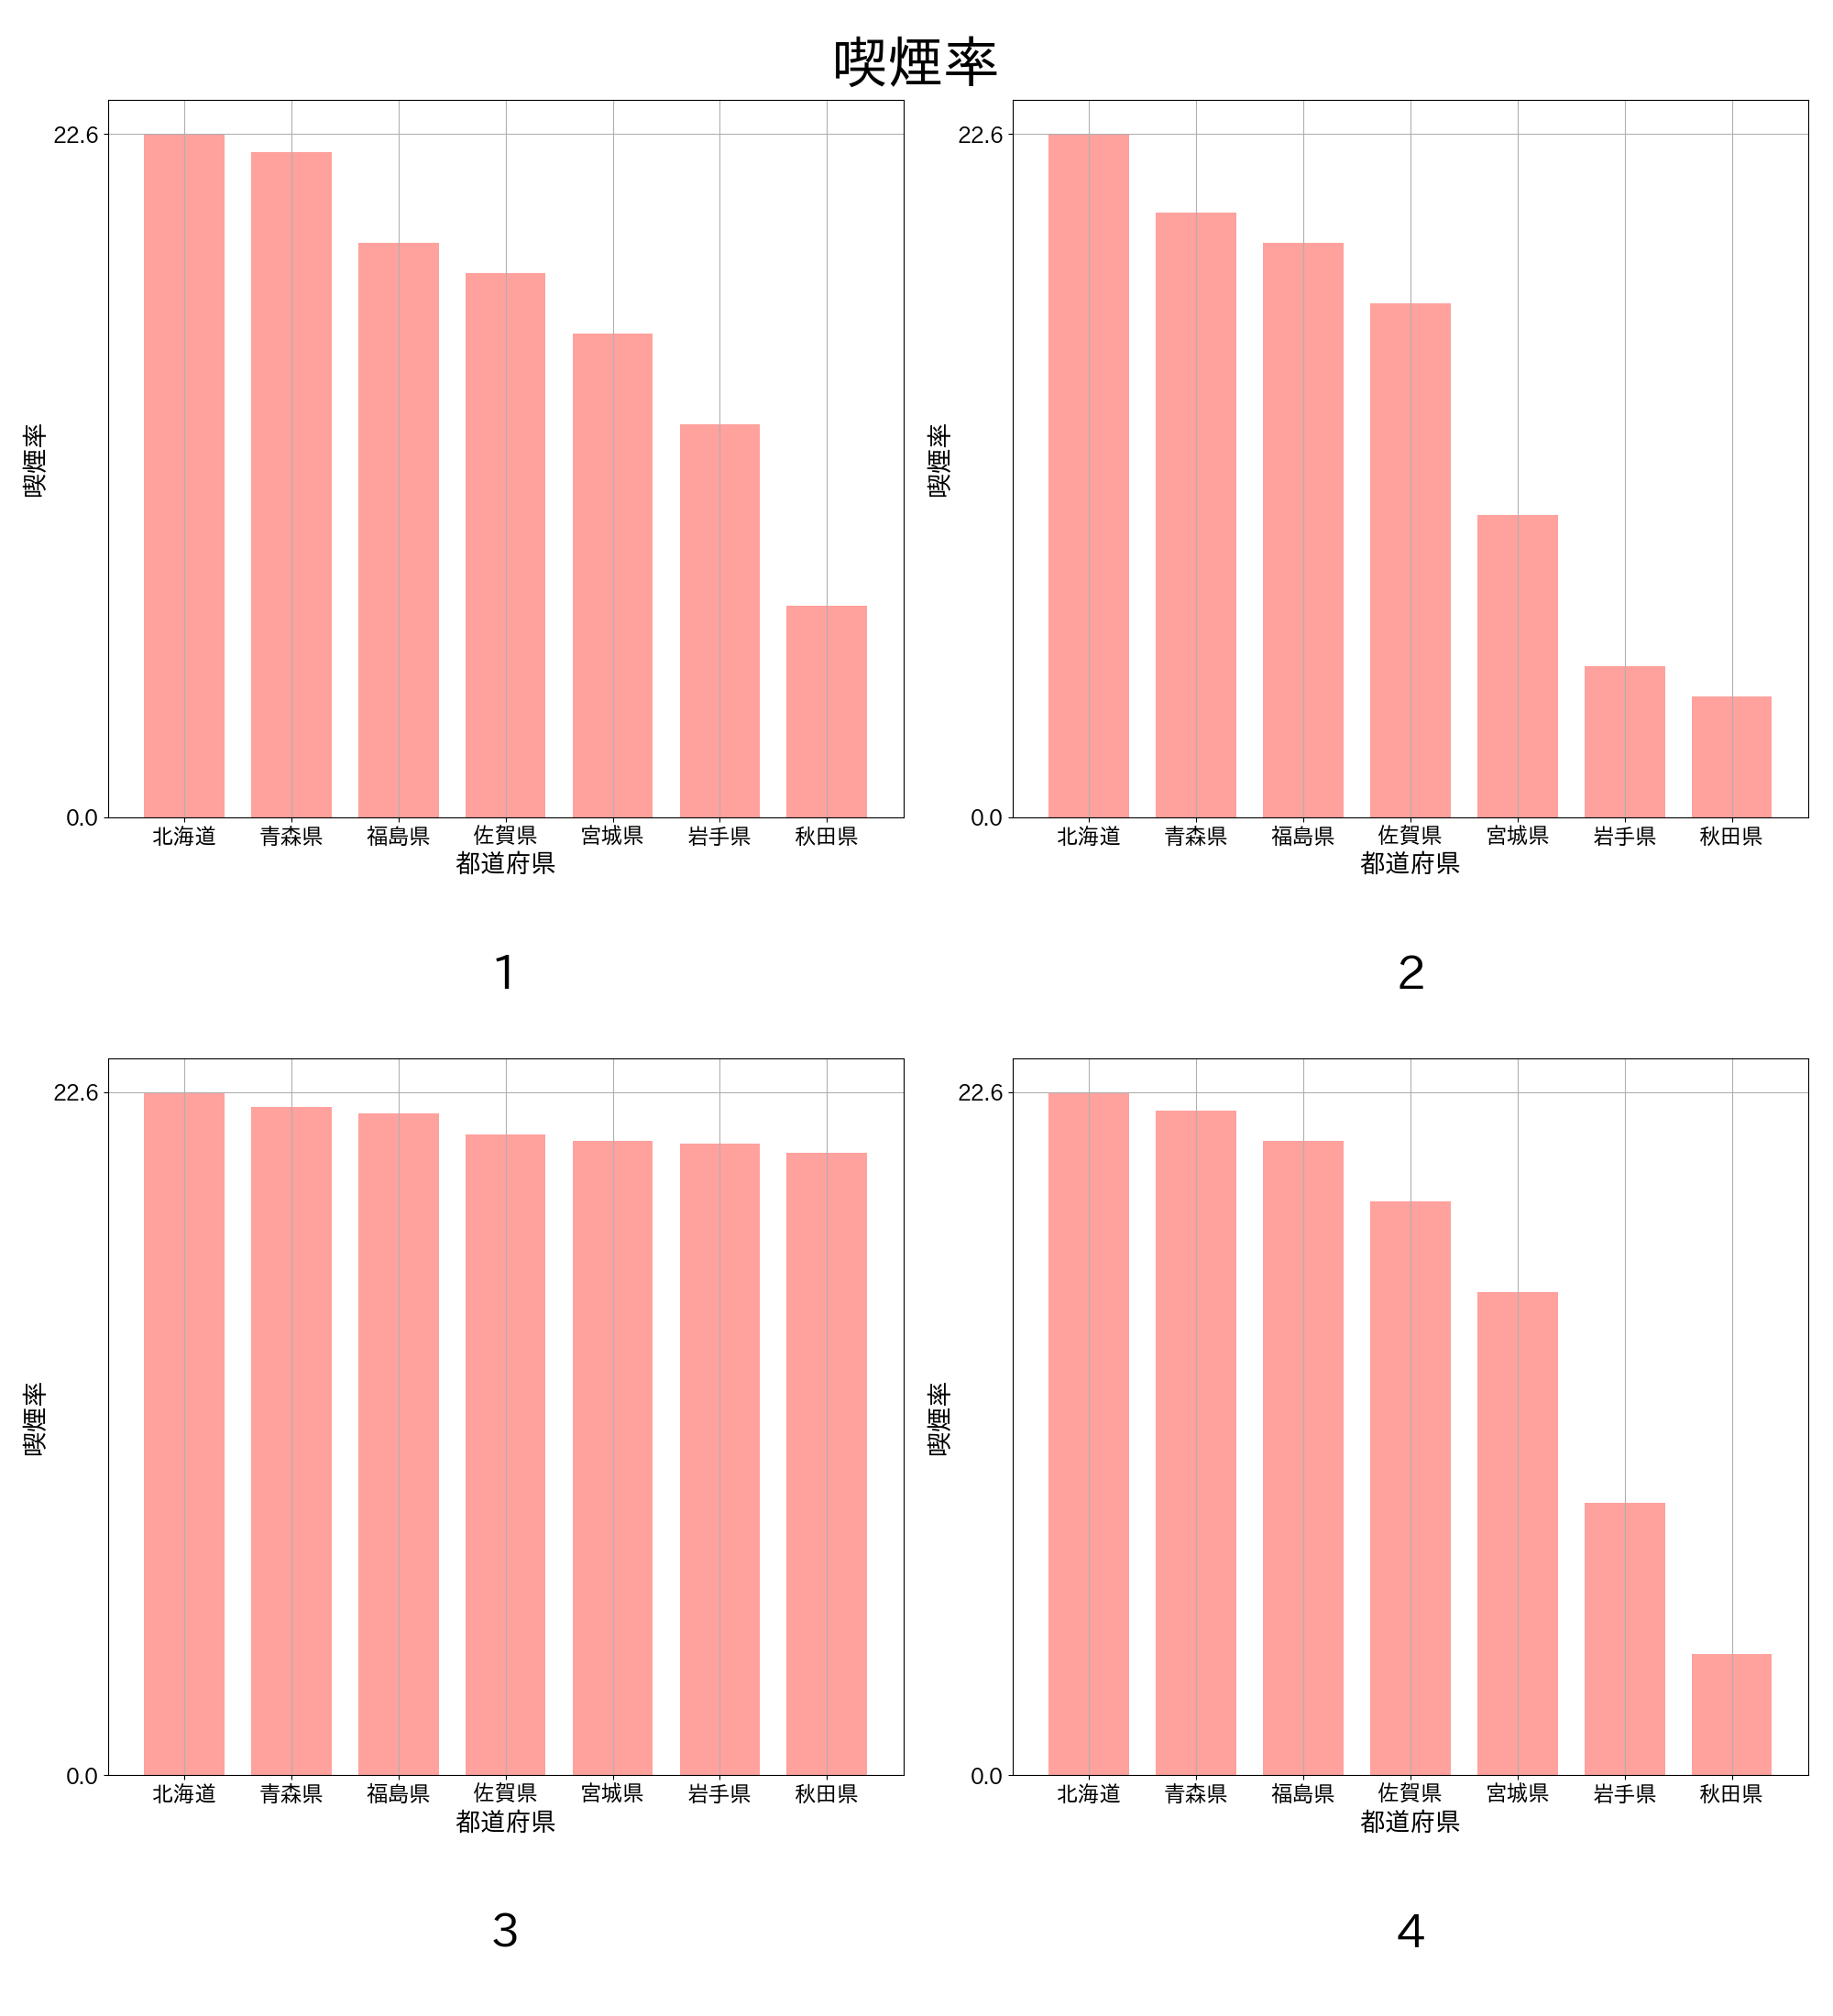 喫煙率
22.6
0.0
喫煙率
北海道 青森県 福島県 佐賀県 宮城県 岩手県 秋田県
都道府県
1
22.6
0.0
喫煙率
北海道 青森県 福島県 佐賀県 宮城県 岩手県 秋田県
都道府県
2
22.6
0.0
喫煙率
北海道 青森県 福島県 佐賀県 宮城県 岩手県 秋田県
都道府県
3
22.6
0.0
喫煙率
北海道 青森県 福島県 佐賀県 宮城県 岩手県 秋田県
都道府県
4